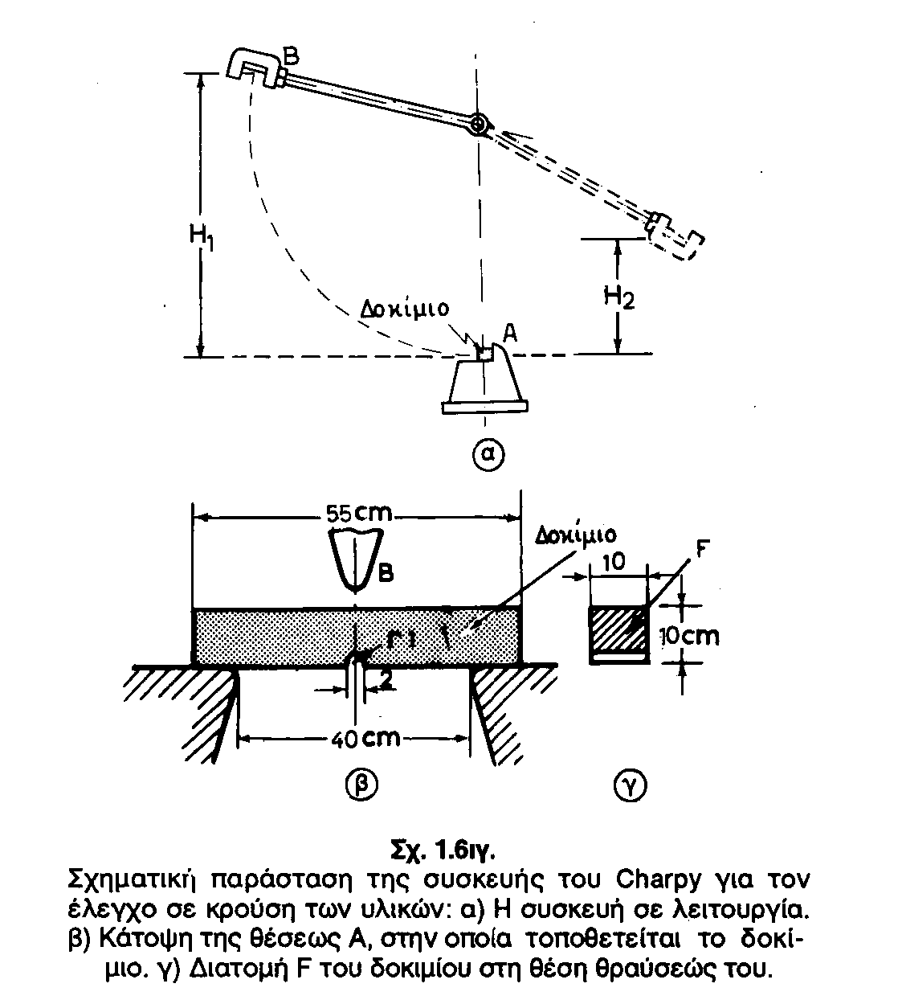 B
H1
H2
Δοκίμιο
A
α
55cm
Δοκίμιο
B
10
F
10cm
r 1
2
40cm
β
γ
Σχ. 1.6ιγ.
Σχηματική παράσταση της συσκευής του Charpy για τον
έλεγχο σε κρούση των υλικών: α) Η συσκευή σε λειτουργία.
β) Κάτοψη της θέσεως Α, στην οποία τοποθετείται το δοκί-
μιο. γ) Διατομή F του δοκιμίου στη θέση θραύσεώς του.